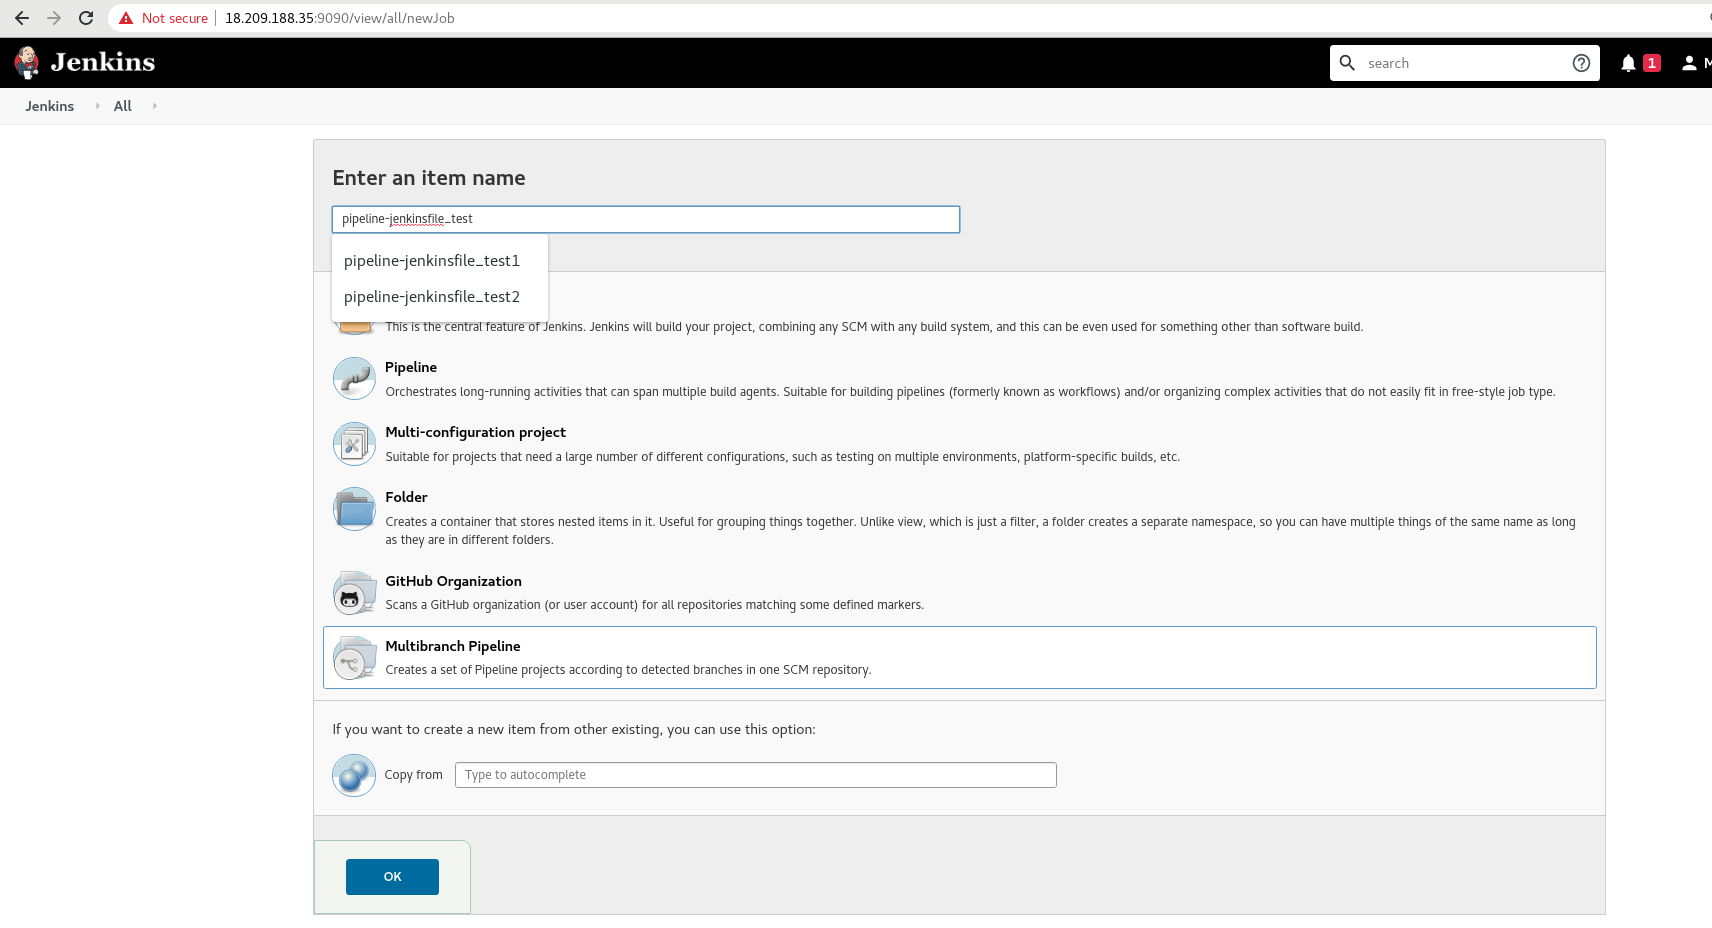 Not secure 18.209.188.35:9090/view/all/newJob
Jenkins
search
1
M
Jenkins All
Enter an item name
pipeline-jenkinsfile_test
pipeline-jenkinsfile_test1
pipeline-jenkinsfile_test2
This is the central feature of Jenkins. Jenkins will build your project, combining any SCM with any build system, and this can be even used for something other than software build.
Pipeline
Orchestrates long-running activities that can span multiple build agents. Suitable for building pipelines (formerly known as workflows) and/or organizing complex activities that do not easily fit in free-style job type.
Multi-configuration project
Suitable for projects that need a large number of different configurations, such as testing on multiple environments, platform-specific builds, etc.
Folder
Creates a container that stores nested items in it. Useful for grouping things together. Unlike view, which is just a filter, a folder creates a separate namespace, so you can have multiple things of the same name as long
as they are in different folders.
GitHub Organization
Scans a GitHub organization (or user account) for all repositories matching some defined markers.
Multibranch Pipeline
Creates a set of Pipeline projects according to detected branches in one SCM repository.
If you want to create a new item from other existing, you can use this option:
Copy from Type to autocomplete
OK